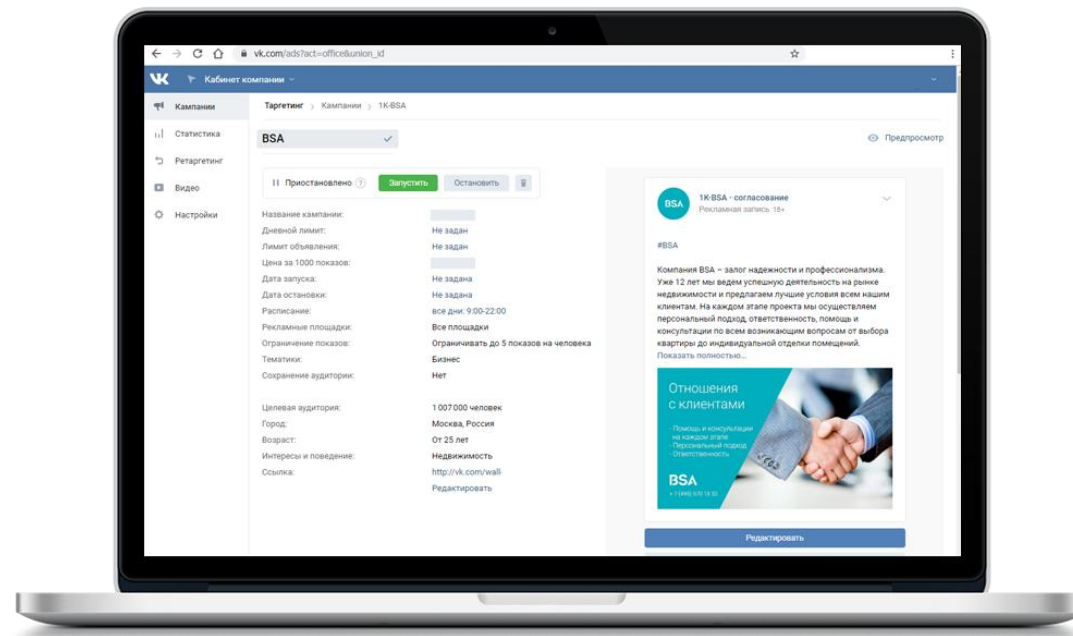 vk.com/ads?act=office&union_id
Кабинет компании
Кампании
Статистика
Ретаргетинг
Видео
Настройки
Таргетинг > Кампании > 1К-BSA
BSA
Предпросмотр
Приостановлено ? Запустить Остановить
Название кампании:
Дневной лимит: Не задан
Лимит объявления: Не задан
Цена за 1000 показов:
Дата запуска: Не задана
Дата остановки: Не задана
Расписание: все дни: 9:00-22:00
Рекламные площадки: Все площадки
Ограничение показов: Ограничивать до 5 показов на человека
Тематики: Бизнес
Сохранение аудитории: Нет
Целевая аудитория: 1 007 000 человек
Город: Москва, Россия
Возраст: От 25 лет
Интересы и поведение: Недвижимость
Ссылка: http://vk.com/wall-
Редактировать
BSA
1К-BSA - согласование
Рекламная запись 18+
#BSA
Компания BSA – залог надежности и профессионализма.
Уже 12 лет мы ведем успешную деятельность на рынке
недвижимости и предлагаем лучшие условия всем нашим
клиентам. На каждом этапе проекта мы осуществляем
персональный подход, ответственность, помощь и
консультации по всем возникающим вопросам от выбора
квартиры до индивидуальной отделки помещений.
Показать полностью...
Отношения
с клиентами
- Помощь и консультации
на каждом этапе
- Персональный подход
- Ответственность
BSA
Редактировать